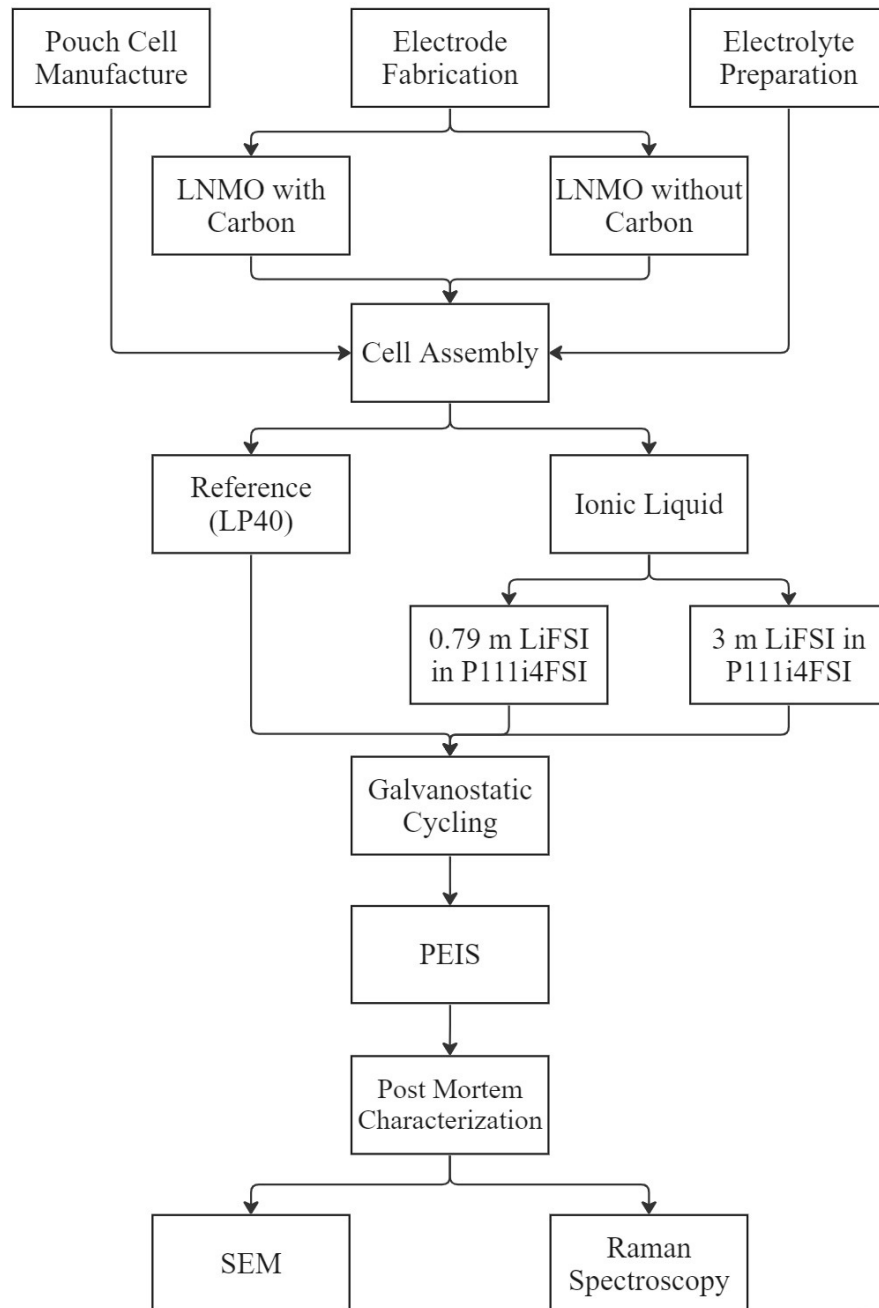 Pouch Cell
Manufacture
Electrode
Fabrication
Electrolyte
Preparation
LNMO with
Carbon
LNMO without
Carbon
Cell Assembly
Reference
(LP40)
Ionic Liquid
0.79 m LiFSI
in P111i4FSI
3 m LiFSI in
P111i4FSI
Galvanostatic
Cycling
PEIS
Post Mortem
Characterization
SEM
Raman
Spectroscopy